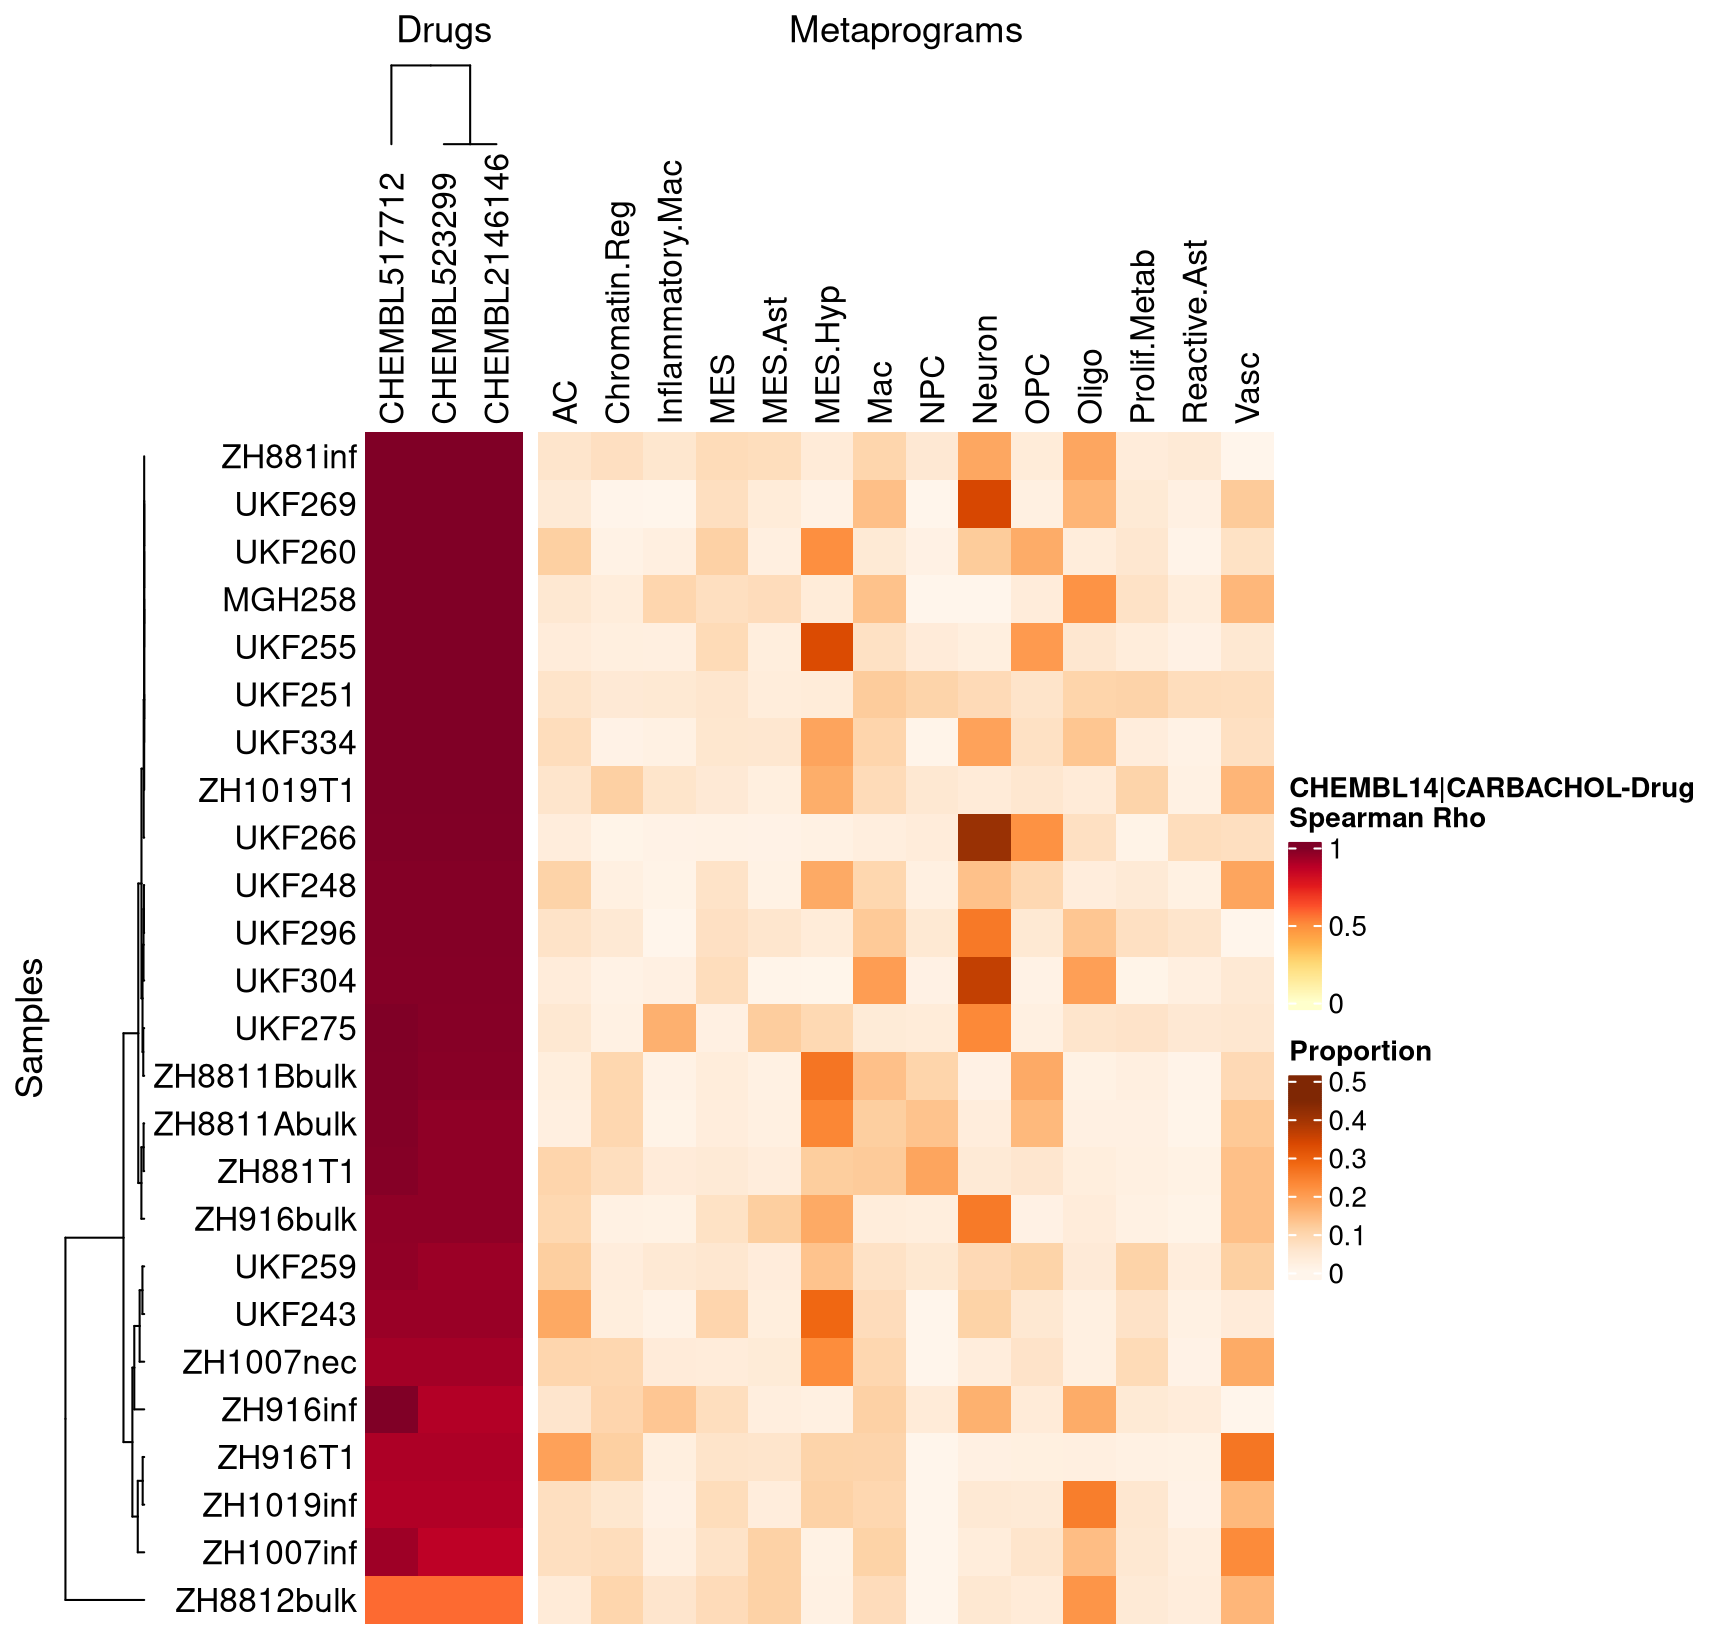 Drugs
Metaprograms
CHEMBL517712
CHEMBL523299
CHEMBL2146146
AC
Chromatin.Reg
Inflammatory.Mac
MES
MES.Ast
MES.Hyp
Mac
NPC
Neuron
OPC
Oligo
Prolif.Metab
Reactive.Ast
Vasc
Samples
ZH881inf
UKF269
UKF260
MGH258
UKF255
UKF251
UKF334
ZH1019T1
UKF266
UKF248
UKF296
UKF304
UKF275
ZH8811Bbulk
ZH8811Abulk
ZH881T1
ZH916bulk
UKF259
UKF243
ZH1007nec
ZH916inf
ZH916T1
ZH1019inf
ZH1007inf
ZH8812bulk
CHEMBL14|CARBACHOL-Drug
Spearman Rho
1
0.5
0
Proportion
0.5
0.4
0.3
0.2
0.1
0